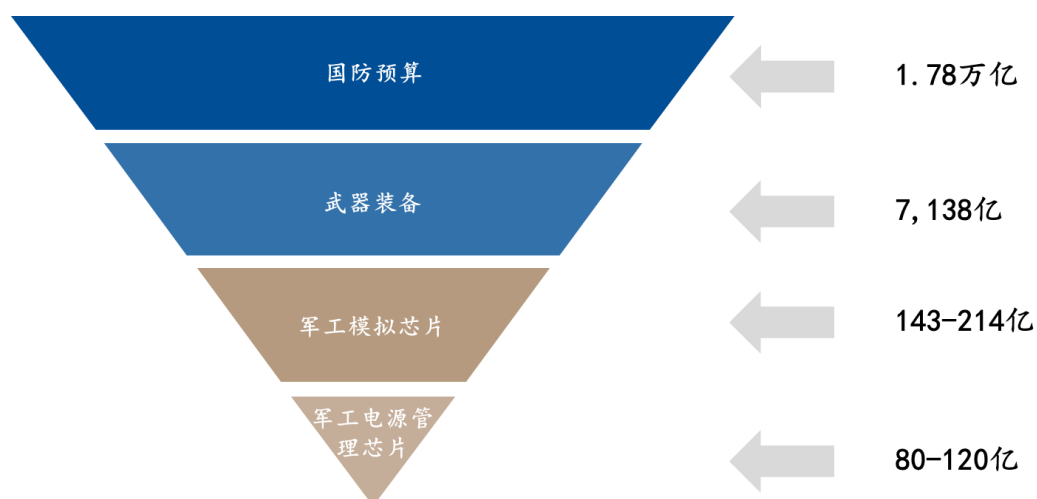 国防预算
1.78万亿
武器装备
7,138亿
军工模拟芯片
143-214亿
军工电源管
理芯片
80-120亿